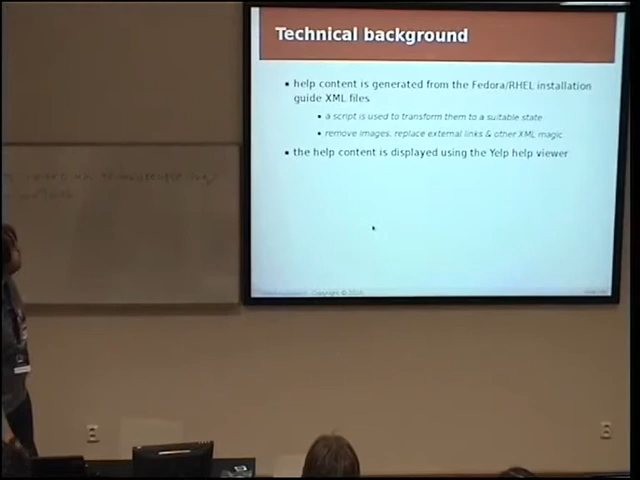 Technical background
help content is generated from the Fedora/RHEL installation
guide XML files
a script is used to transform them to a suitable state
remove images, replace external links & other XML magic
the help content is displayed using the Yelp help viewer
Copyright ©